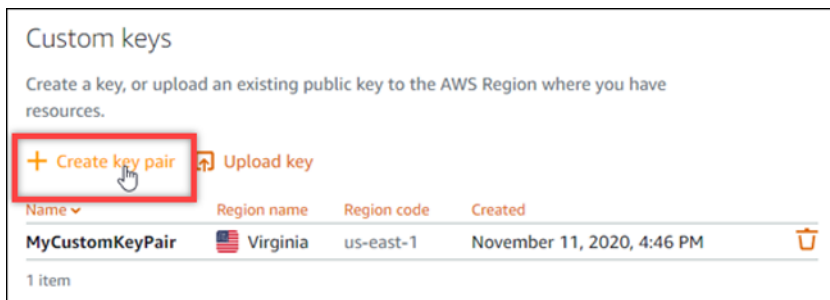 Custom keys
Create a key, or upload an existing public key to the AWS Region where you have
resources.
Create key pair Upload key
Name Region name Region code Created
MyCustomKeyPair Virginia us-east-1 November 11, 2020, 4:46 PM
1 item